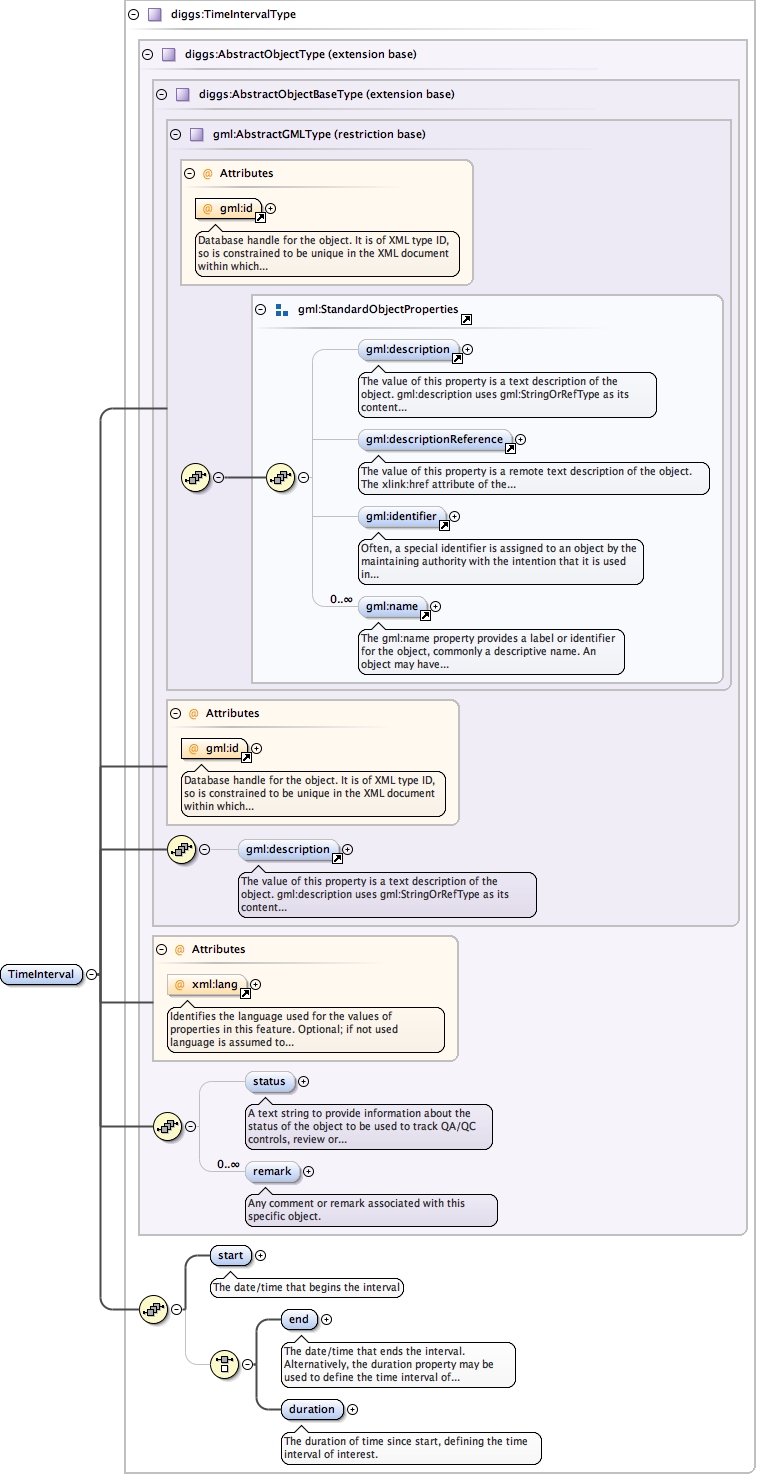 diggs:TimeIntervalType
diggs:AbstractObjectType (extension base)
diggs:AbstractObjectBaseType (extension base)
gml:AbstractGMLType (restriction base)
@ Attributes
@ gml:id
Database handle for the object. It is of XML type ID,
so is constrained to be unique in the XML document
within which...
gml:StandardObjectProperties
gml:description
The value of this property is a text description of the
object. gml:description uses gml:StringOrRefType as its
content...
gml:descriptionReference
The value of this property is a remote text description of the object.
The xlink:href attribute of the...
gml:identifier
Often, a special identifier is assigned to an object by the
maintaining authority with the intention that it is used
in...
0..∞
gml:name
The gml:name property provides a label or identifier
for the object, commonly a descriptive name. An
object may have...
@ Attributes
@ gml:id
Database handle for the object. It is of XML type ID,
so is constrained to be unique in the XML document
within which...
gml:description
The value of this property is a text description of the
object. gml:description uses gml:StringOrRefType as its
content...
TimeInterval
@ Attributes
@ xml:lang
Identifies the language used for the values of
properties in this feature. Optional; if not used
language is assumed to...
status
A text string to provide information about the
status of the object to be used to track QA/QC
controls, review or...
0..∞
remark
Any comment or remark associated with this
specific object.
start
The date/time that begins the interval
end
The date/time that ends the interval.
Alternatively, the duration property may be
used to define the time interval of...
duration
The duration of time since start, defining the time
interval of interest.